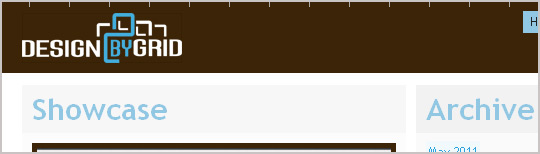 DESIGN BY GRID
Showcase
Archive
May 2011